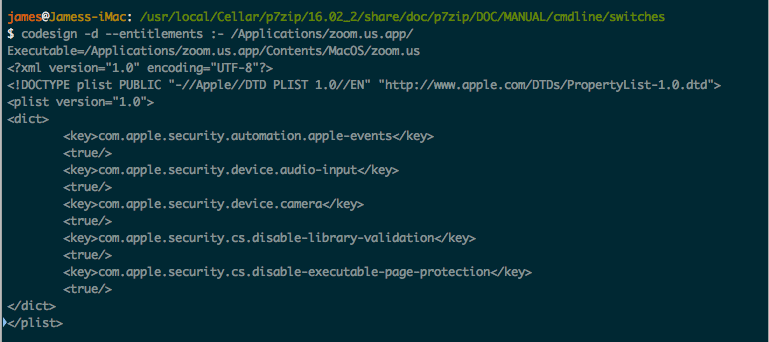 james@Jamess-iMac: /usr/local/Cellar/p7zip/16.02_2/share/doc/p7zip/DOC/MANUAL/cmdline/switches
$ codesign -d --entitlements :- /Applications/zoom.us.app/
Executable=/Applications/zoom.us.app/Contents/MacOS/zoom.us
<?xml version="1.0" encoding="UTF-8"?>
<!DOCTYPE plist PUBLIC "-//Apple//DTD PLIST 1.0//EN" "http://www.apple.com/DTDs/PropertyList-1.0.dtd">
<plist version="1.0">
<dict>
	<key>com.apple.security.automation.apple-events</key>
	<true/>
	<key>com.apple.security.device.audio-input</key>
	<true/>
	<key>com.apple.security.device.camera</key>
	<true/>
	<key>com.apple.security.cs.disable-library-validation</key>
	<true/>
	<key>com.apple.security.cs.disable-executable-page-protection</key>
	<true/>
</dict>
</plist>